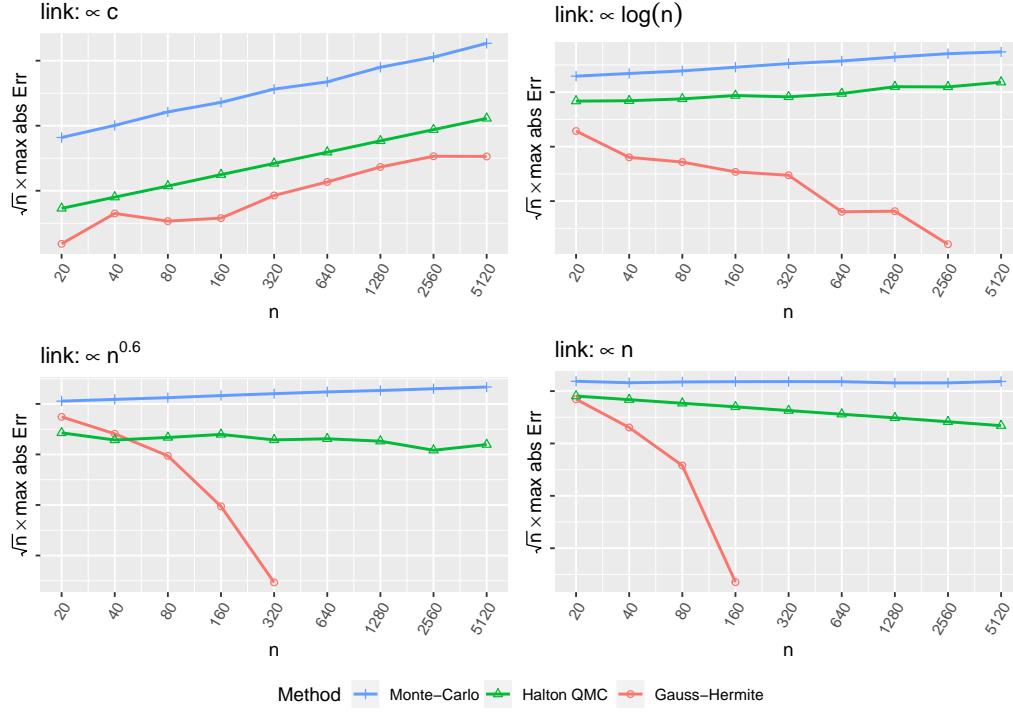 link: ∝ c
√n × max abs Err
20 40 80 160 320 640 1280 2560 5120
n
link: ∝ log(n)
√n × max abs Err
20 40 80 160 320 640 1280 2560 5120
n
link: ∝ n^0.6
√n × max abs Err
20 40 80 160 320 640 1280 2560 5120
n
link: ∝ n
√n × max abs Err
20 40 80 160 320 640 1280 2560 5120
n
Method Monte−Carlo Halton QMC Gauss−Hermite